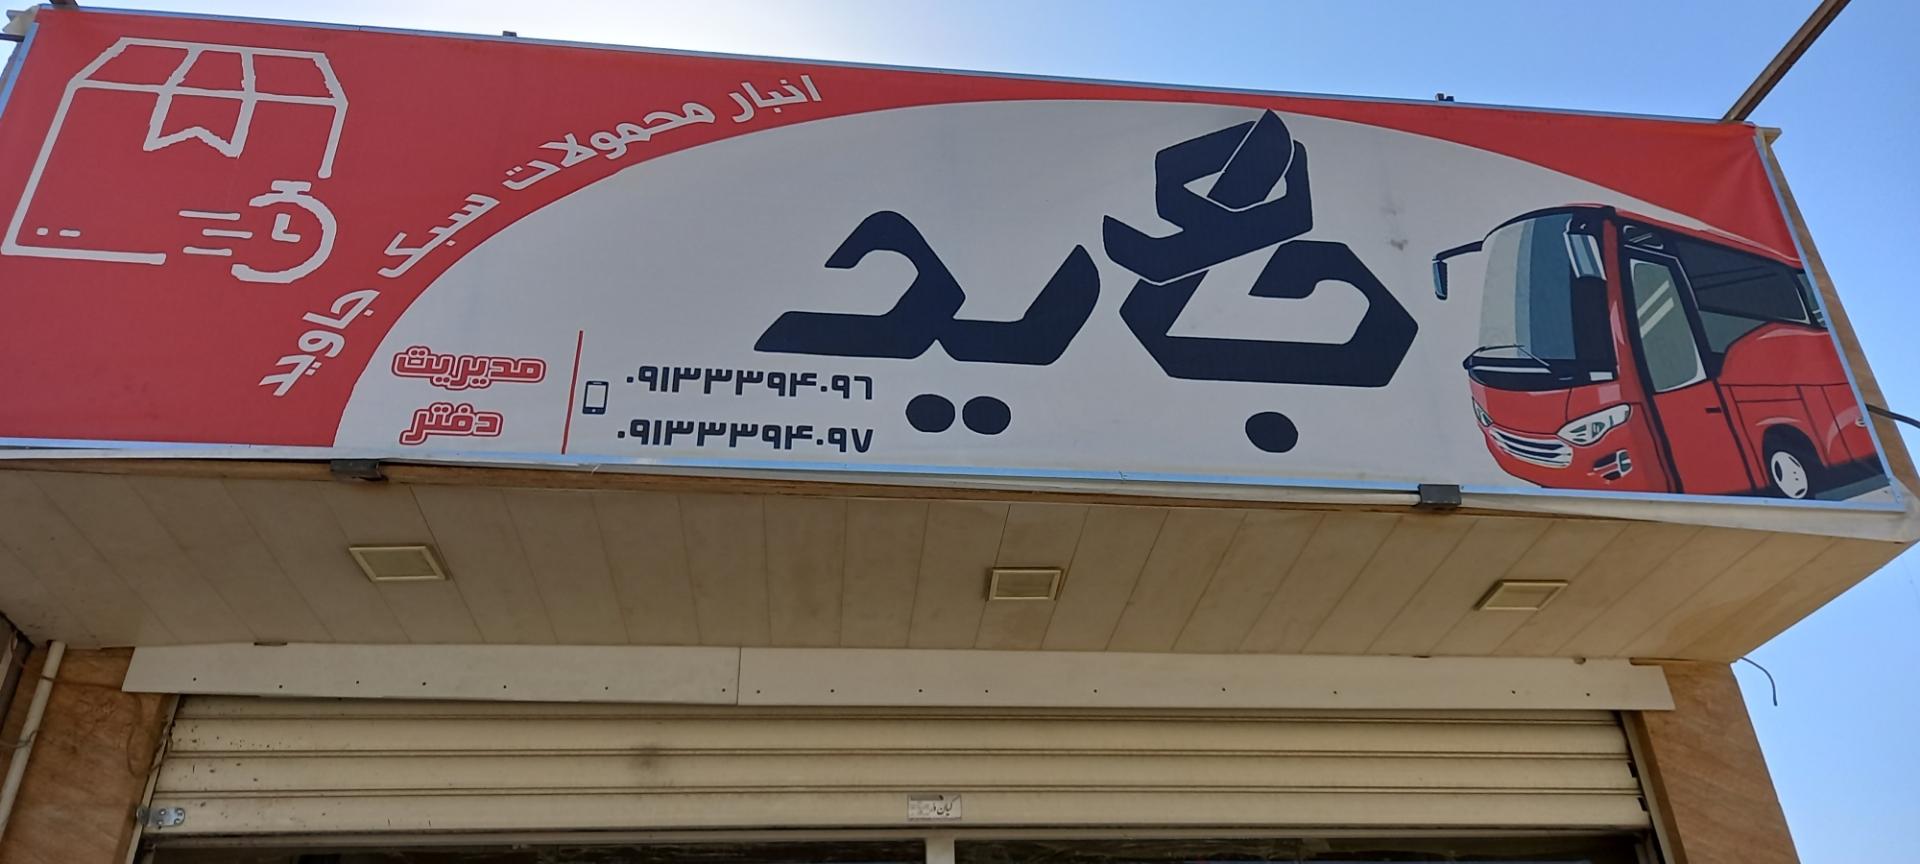 انبار محمولات سبک جاوید
جاوید
۰۹۱۳۳۳۹۴۰۹۶
مدیریت
۰۹۱۳۳۳۹۴۰۹۷
دفتر